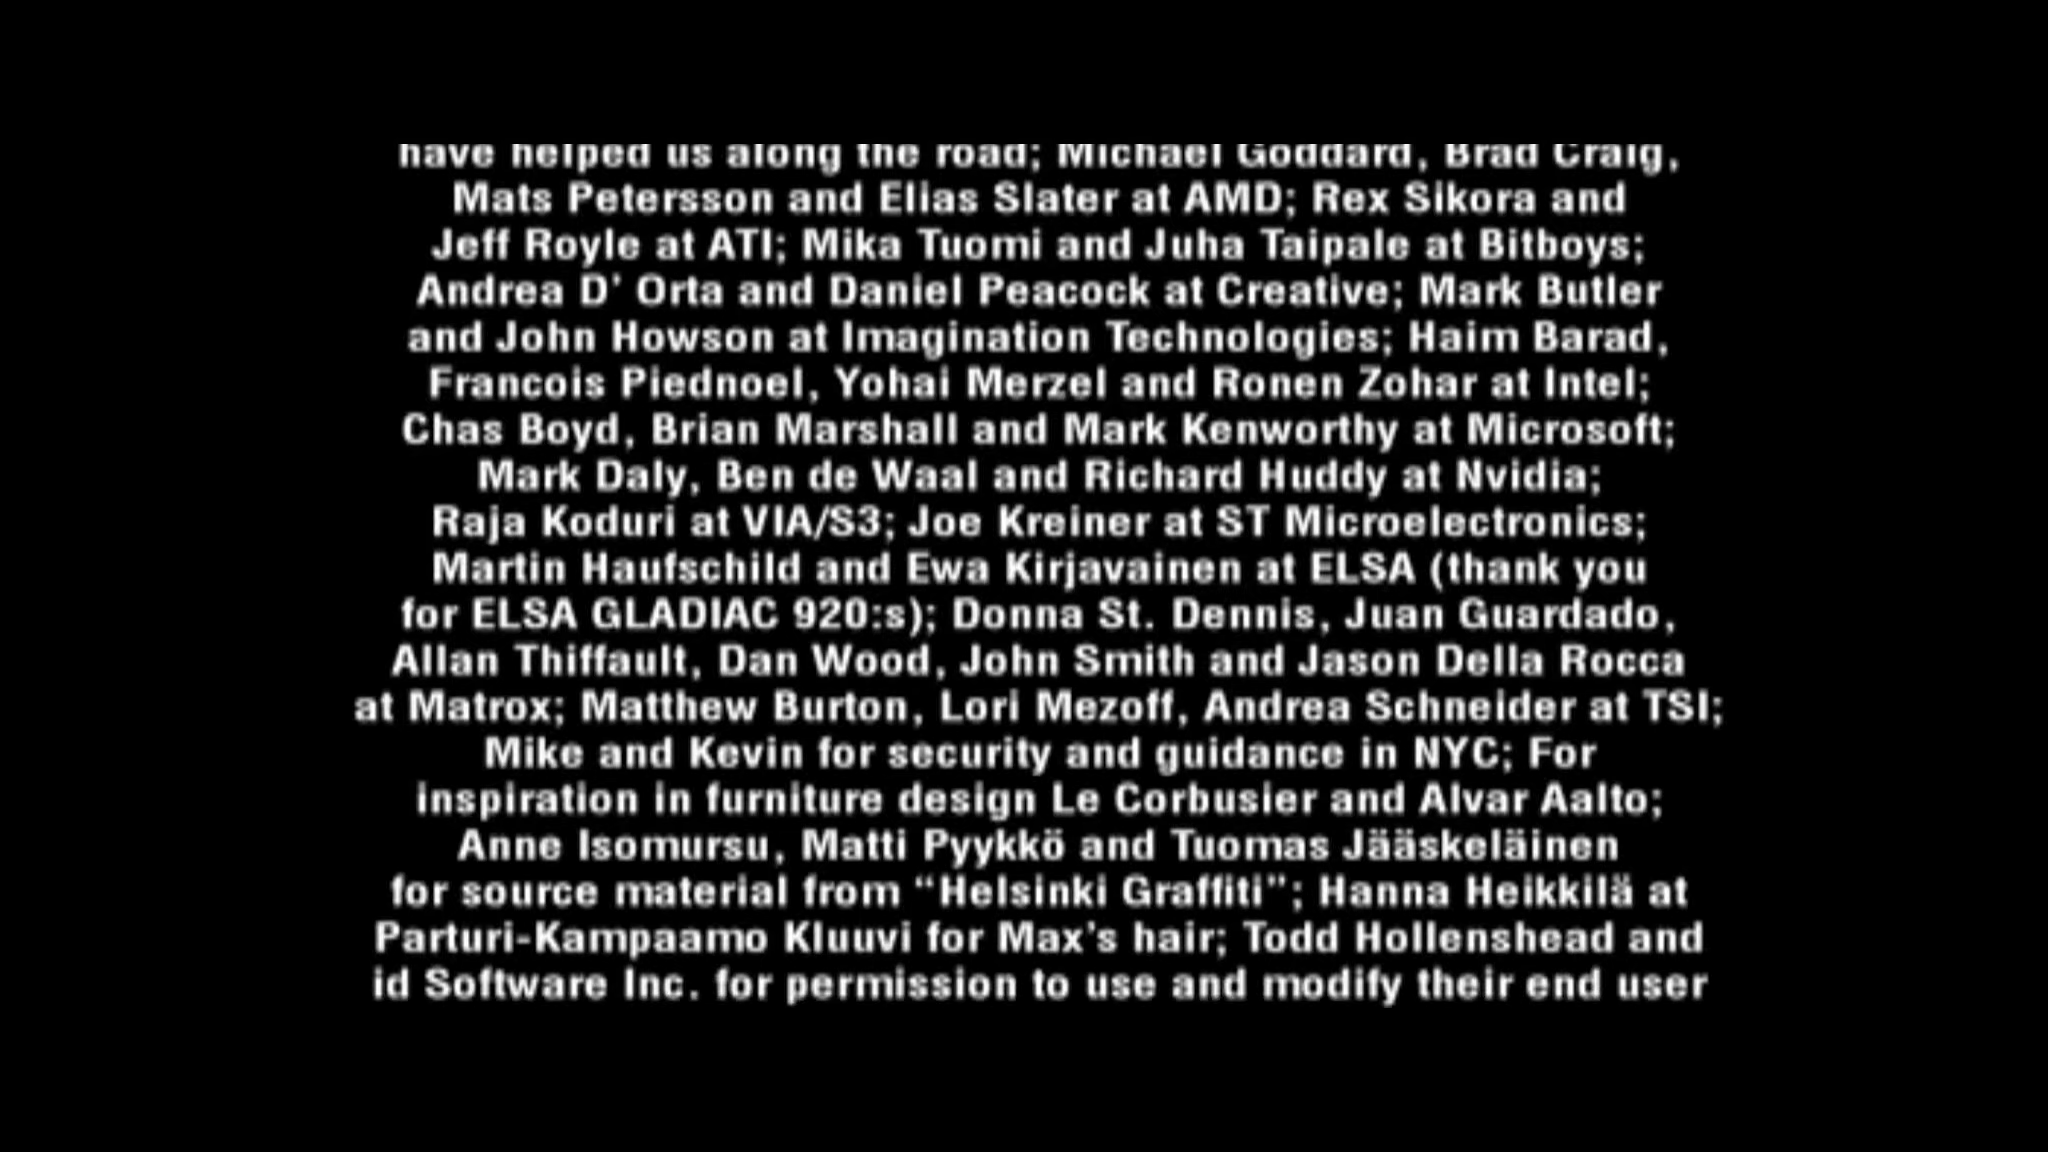 have helped us along the road; Michael Goddard, Brad Craig,
Mats Petersson and Elias Slater at AMD; Rex Sikora and
Jeff Royle at ATI; Mika Tuomi and Juha Taipale at Bitboys;
Andrea D' Orta and Daniel Peacock at Creative; Mark Butler
and John Howson at Imagination Technologies; Haim Barad,
Francois Piednoel, Yohai Merzel and Ronen Zohar at Intel;
Chas Boyd, Brian Marshall and Mark Kenworthy at Microsoft;
Mark Daly, Ben de Waal and Richard Huddy at Nvidia;
Raja Koduri at VIA/S3; Joe Kreiner at ST Microelectronics;
Martin Haufschild and Ewa Kirjavainen at ELSA (thank you
for ELSA GLADIAC 920:s); Donna St. Dennis, Juan Guardado,
Allan Thiffault, Dan Wood, John Smith and Jason Della Rocca
at Matrox; Matthew Burton, Lori Mezoff, Andrea Schneider at TSI;
Mike and Kevin for security and guidance in NYC; For
inspiration in furniture design Le Corbusier and Alvar Aalto;
Anne Isomursu, Matti Pyykkö and Tuomas Jääskeläinen
for source material from “Helsinki Graffiti”; Hanna Heikkilä at
Parturi-Kampaamo Kluuvi for Max's hair; Todd Hollenshead and
id Software Inc. for permission to use and modify their end user